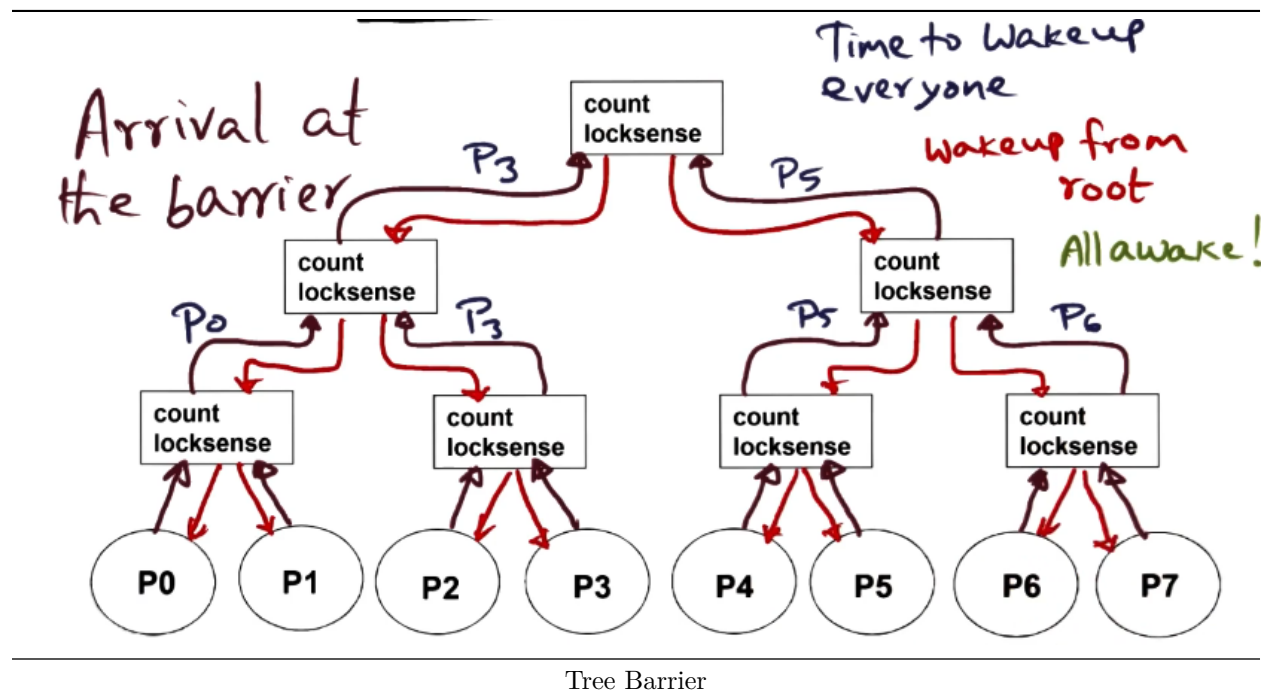 Time to Wakeup
everyone
Arrival at
the barrier
count
locksense
Wakeup from
root
All awake!
P3
P5
count
locksense
count
locksense
P0
P3
P5
P6
count
locksense
count
locksense
count
locksense
count
locksense
P0
P1
P2
P3
P4
P5
P6
P7
Tree Barrier